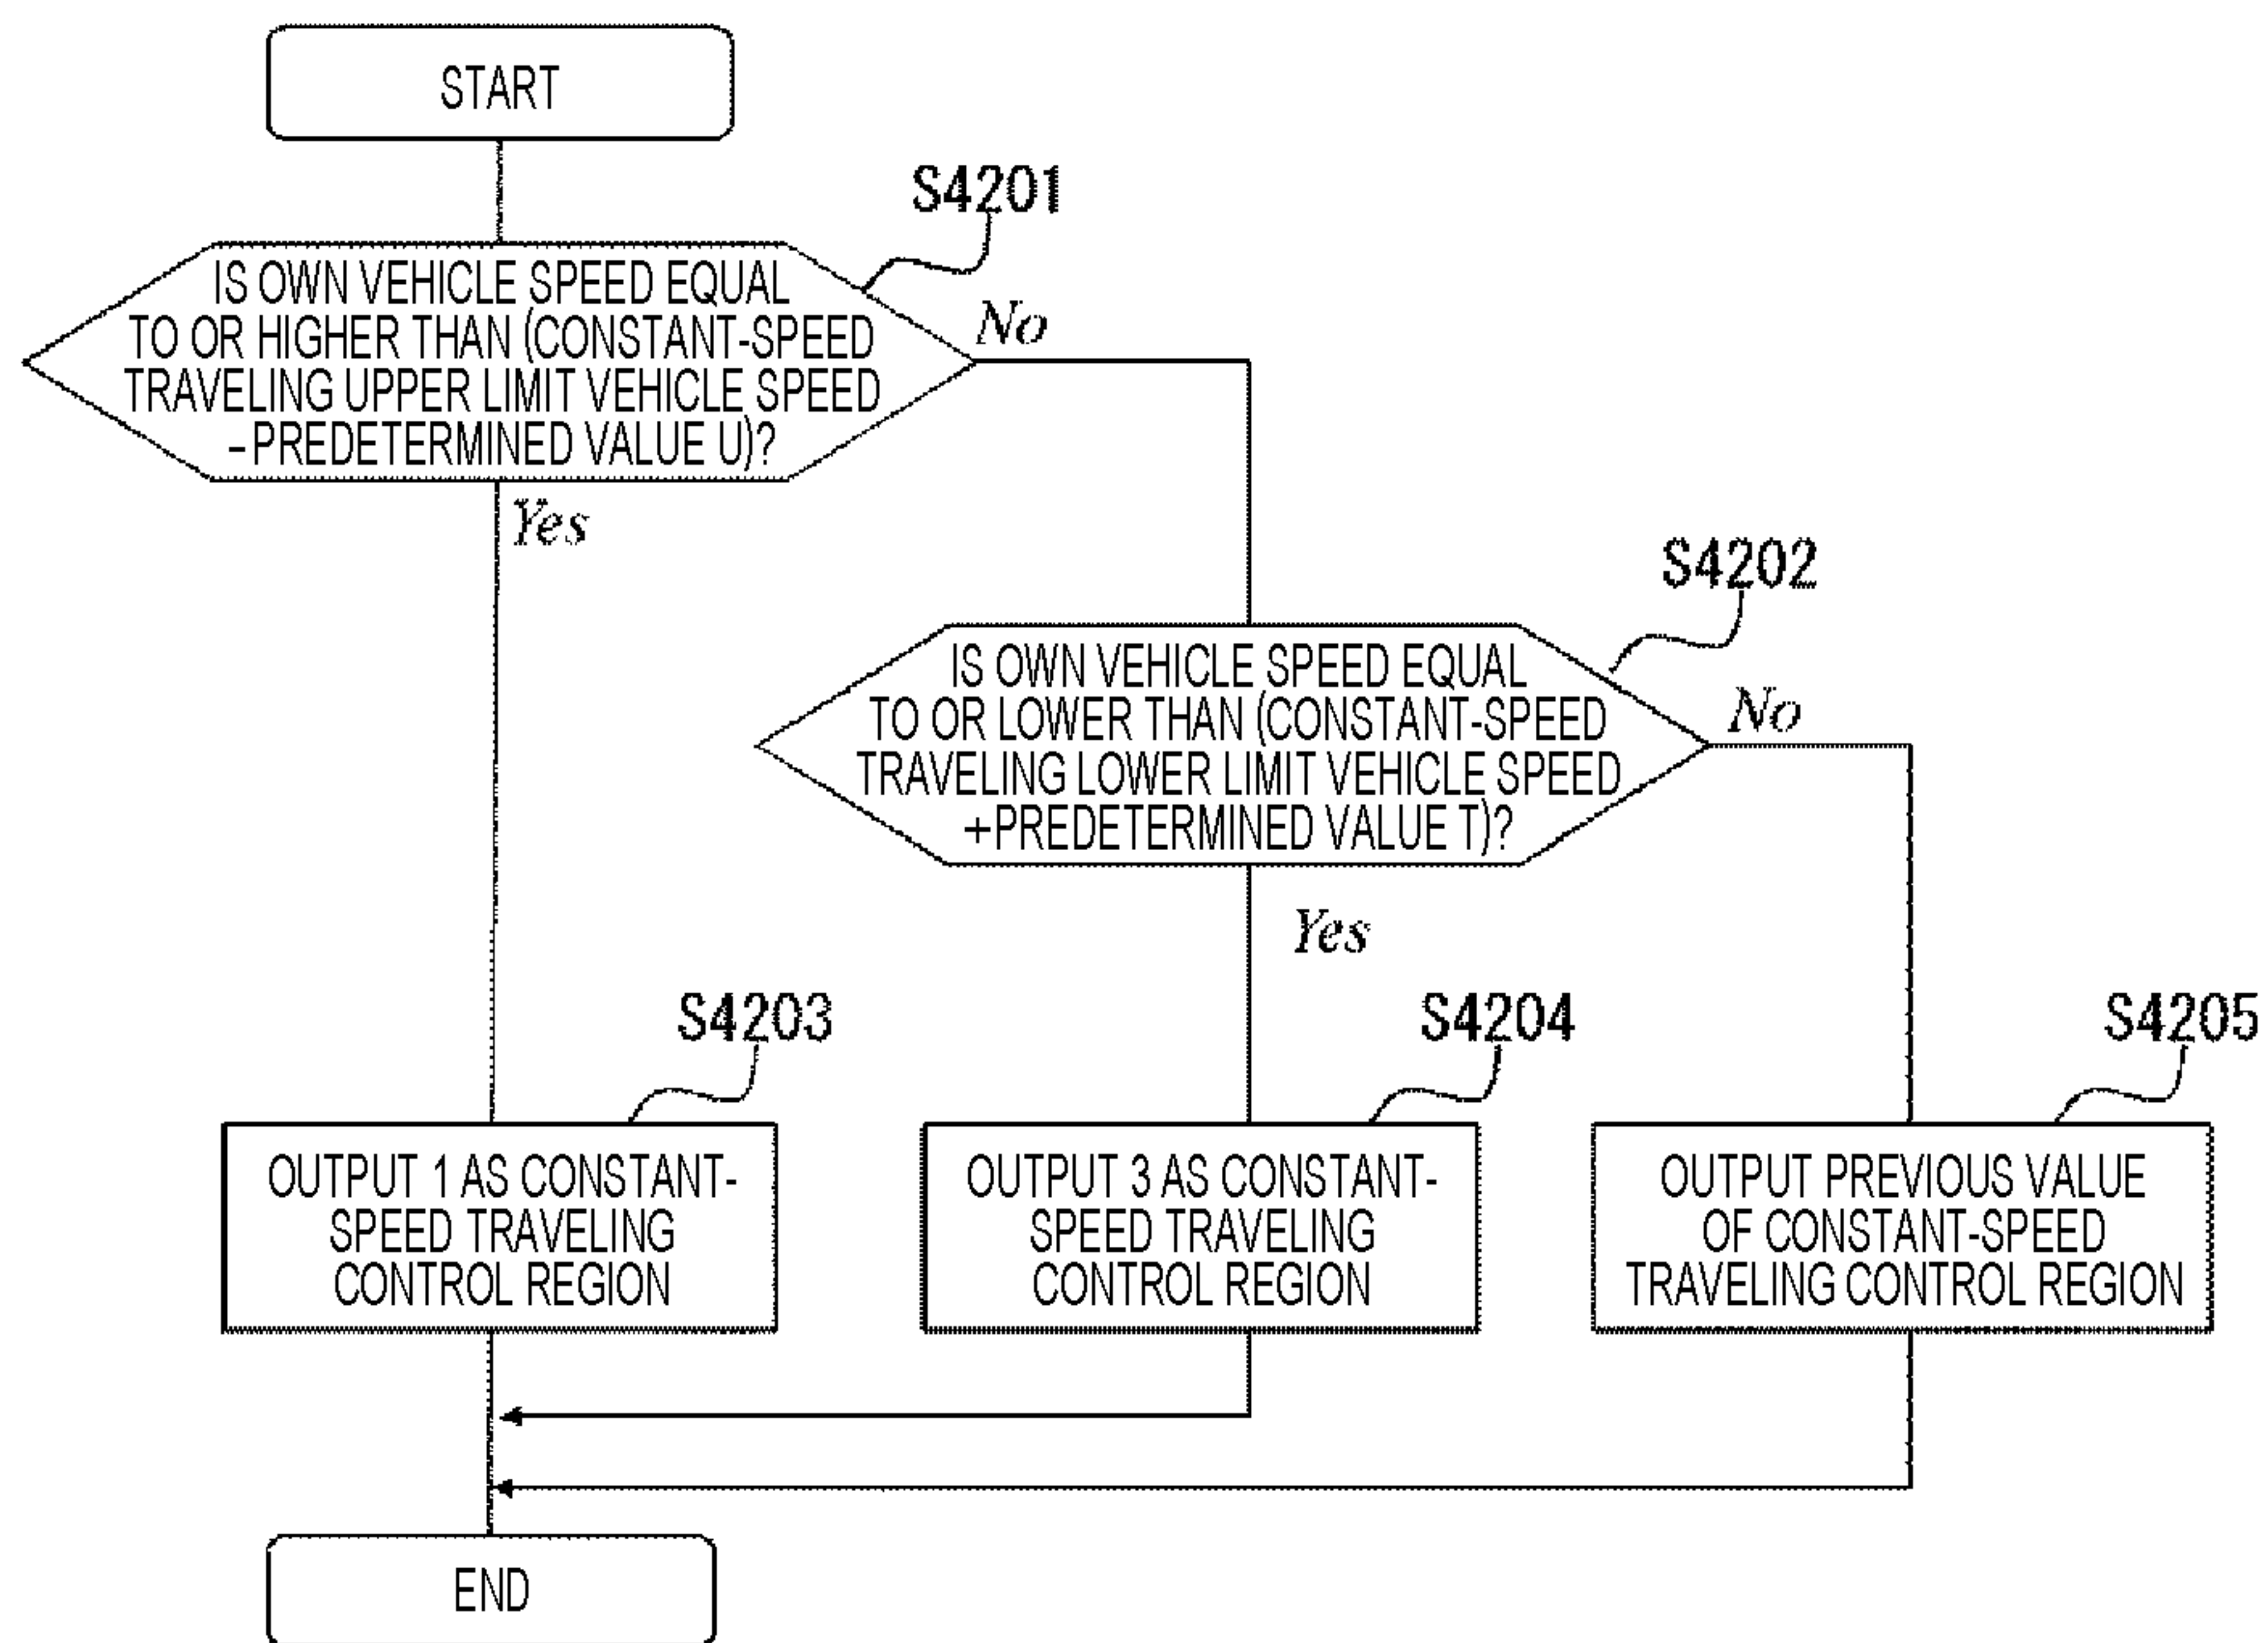 START
S4201
IS OWN VEHICLE SPEED EQUAL
TO OR HIGHER THAN (CONSTANT-SPEED
TRAVELING UPPER LIMIT VEHICLE SPEED
-PREDETERMINED VALUE U)?
No
Yes
S4202
IS OWN VEHICLE SPEED EQUAL
TO OR LOWER THAN (CONSTANT-SPEED
TRAVELING LOWER LIMIT VEHICLE SPEED
+PREDETERMINED VALUE T)?
No
Yes
S4203
OUTPUT 1 AS CONSTANT-
SPEED TRAVELING
CONTROL REGION
S4204
OUTPUT 3 AS CONSTANT-
SPEED TRAVELING
CONTROL REGION
S4205
OUTPUT PREVIOUS VALUE
OF CONSTANT-SPEED
TRAVELING CONTROL REGION
END